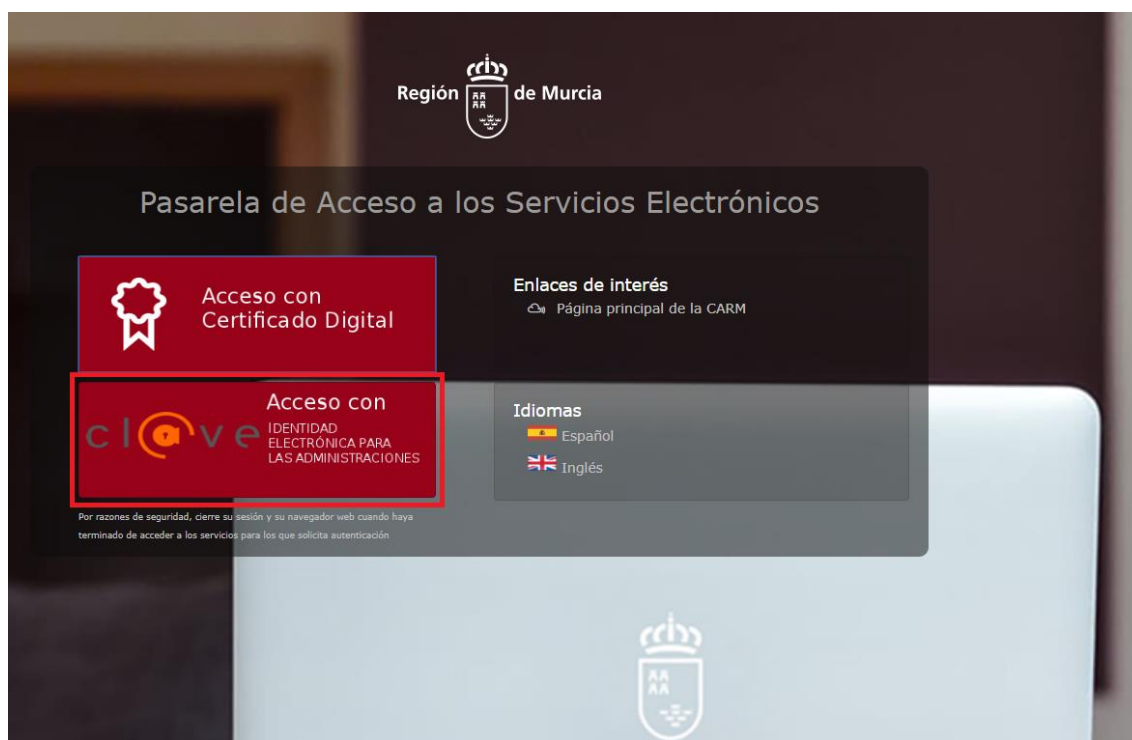 Región de Murcia
Pasarela de Acceso a los Servicios Electrónicos
Acceso con
Certificado Digital
cl@ve
Acceso con
IDENTIDAD
ELECTRÓNICA PARA
LAS ADMINISTRACIONES
Por razones de seguridad, cierre su sesión y su navegador web cuando haya
terminado de acceder a los servicios para los que solicita autenticación
Enlaces de interés
Página principal de la CARM
Idiomas
Español
Inglés